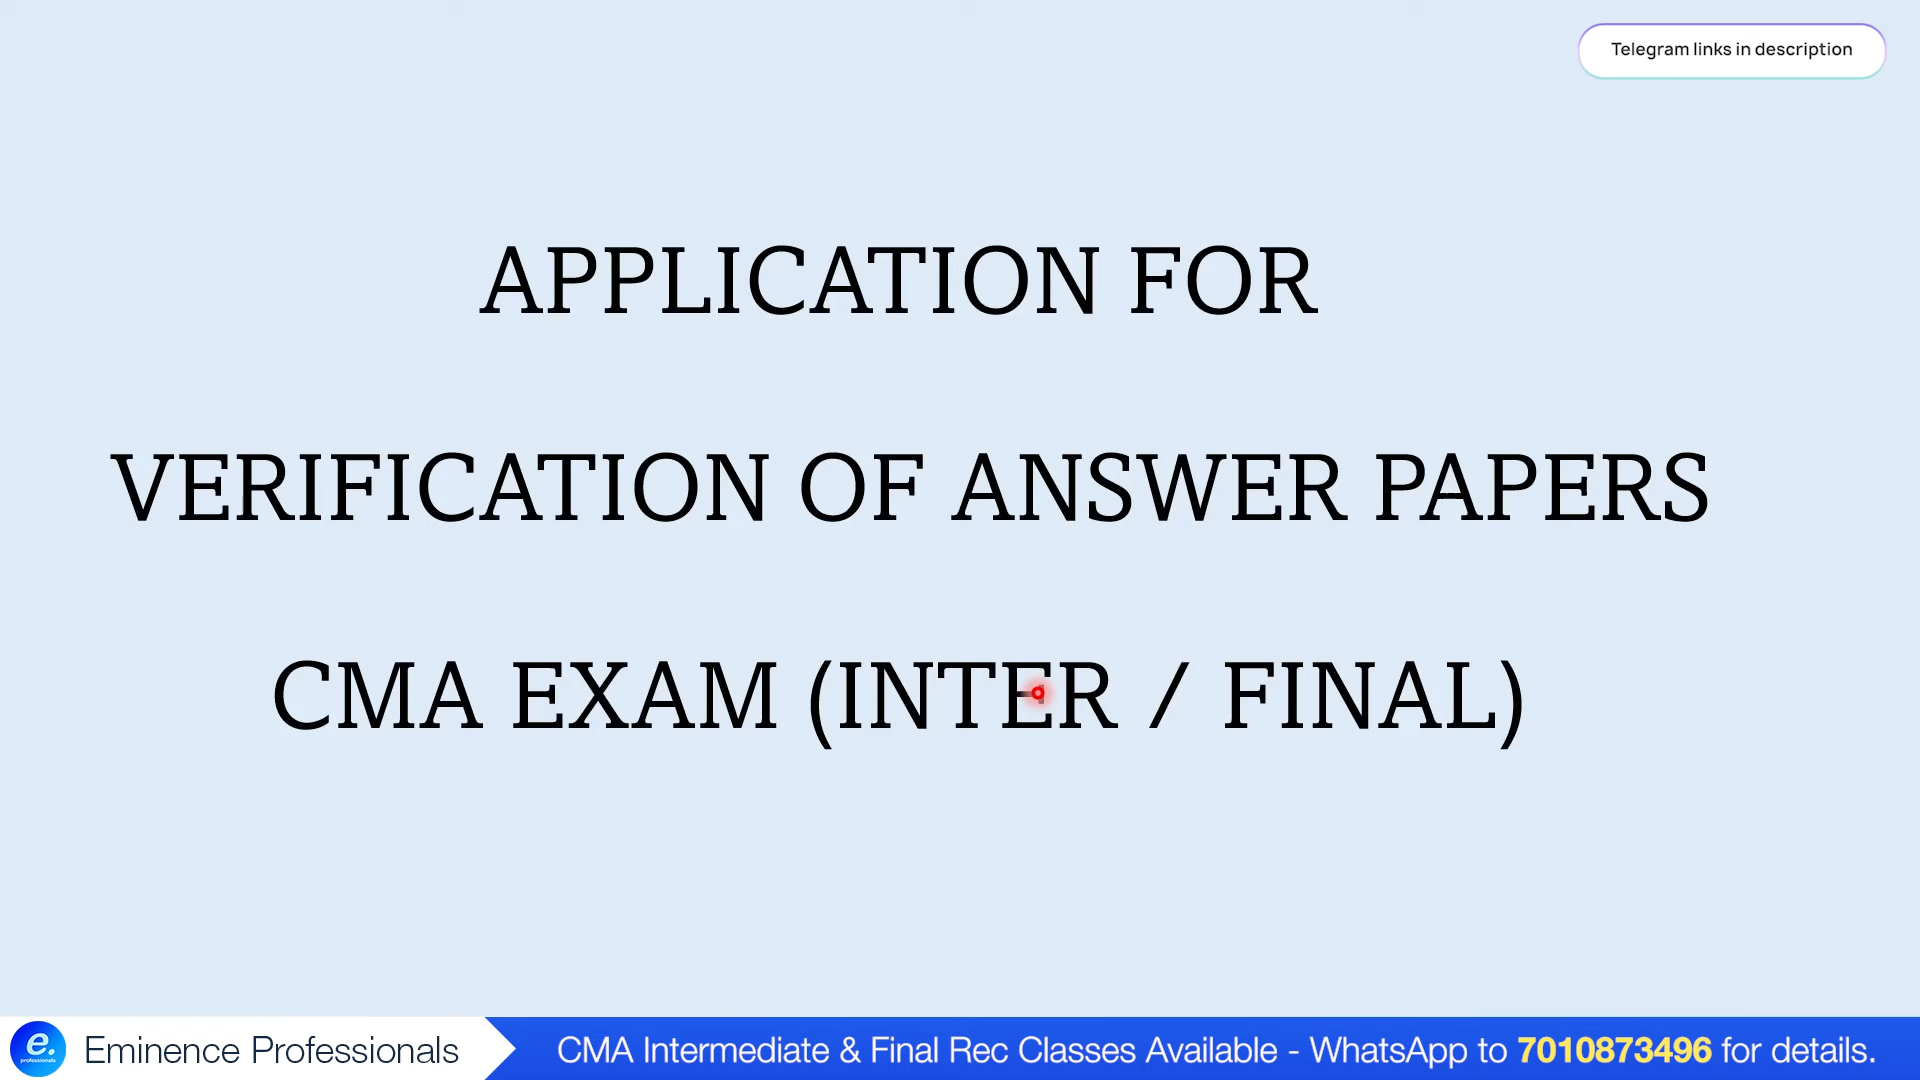 Telegram links in description
APPLICATION FOR
VERIFICATION OF ANSWER PAPERS
CMA EXAM (INTER / FINAL)
e.
professionals
Eminence Professionals
CMA Intermediate & Final Rec Classes Available - WhatsApp to 7010873496 for details.